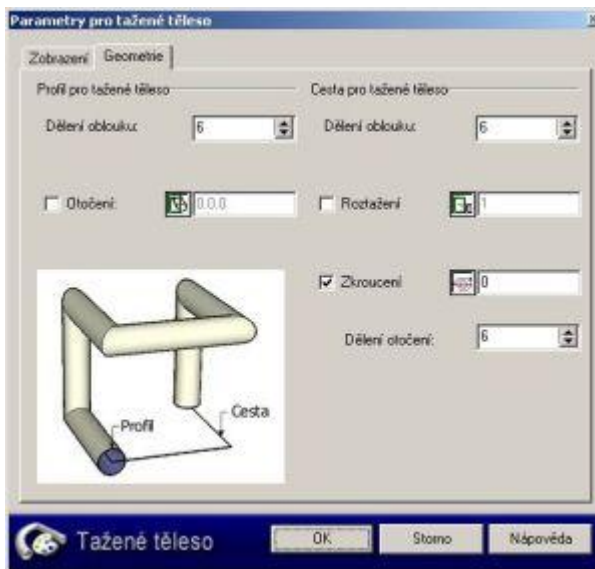 Parametry pro tažené těleso
Zobrazení Geometrie
Profil pro tažené těleso Cesta pro tažené těleso
Dělení oblouku: 6 Dělení oblouku: 6
Otočení: 0.0.0 Roztažení 1
Zkroucení 0
Dělení otočení: 6
Cesta
Profil
Tažené těleso OK Storno Nápověda